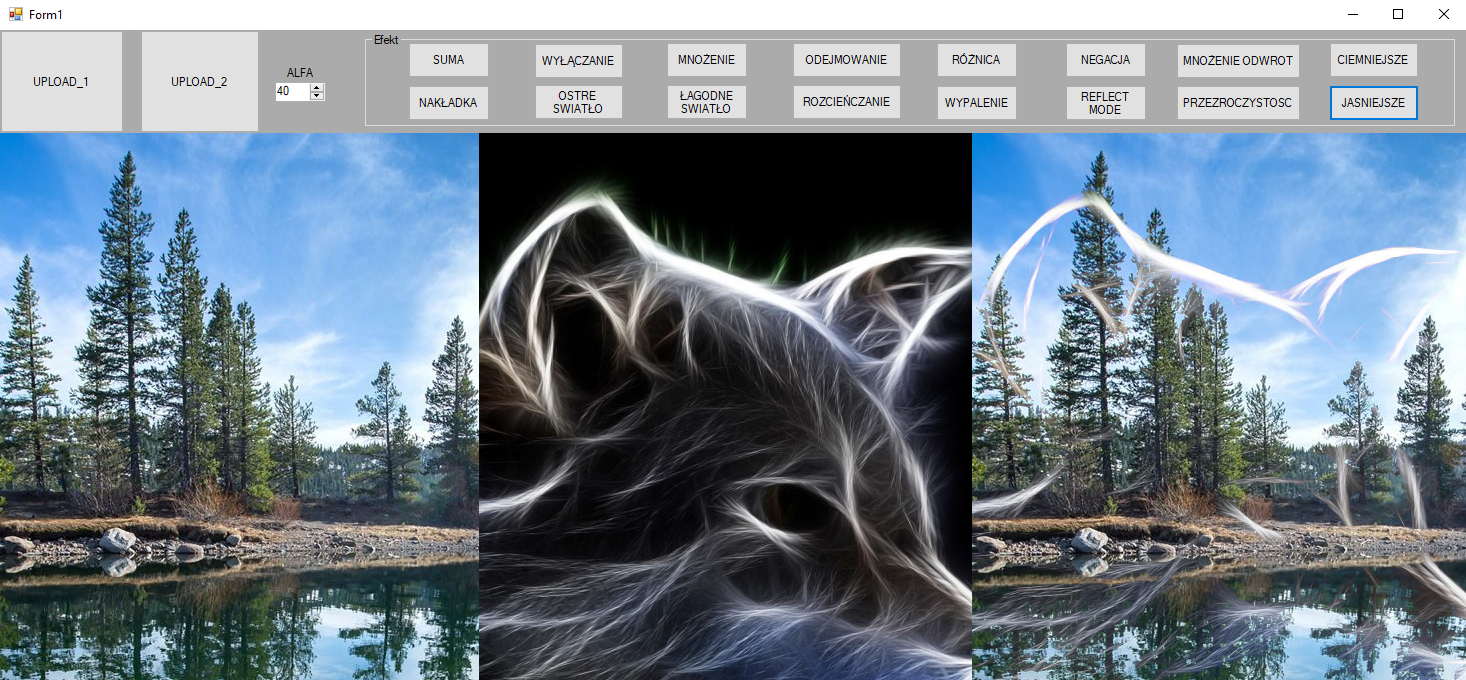 Form1
UPLOAD_1
UPLOAD_2
ALFA
40
Efekt
SUMA
WYŁĄCZANIE
MNOŻENIE
ODEJMOWANIE
RÓŻNICA
NEGACJA
MNOŻENIE ODWROT
CIEMNIEJSZE
NAKŁADKA
OSTRE
SWIATŁO
ŁAGODNE
SWIATŁO
ROZCIEŃCZANIE
WYPALENIE
REFLECT
MODE
PRZEZROCZYSTOSC
JASNIEJSZE